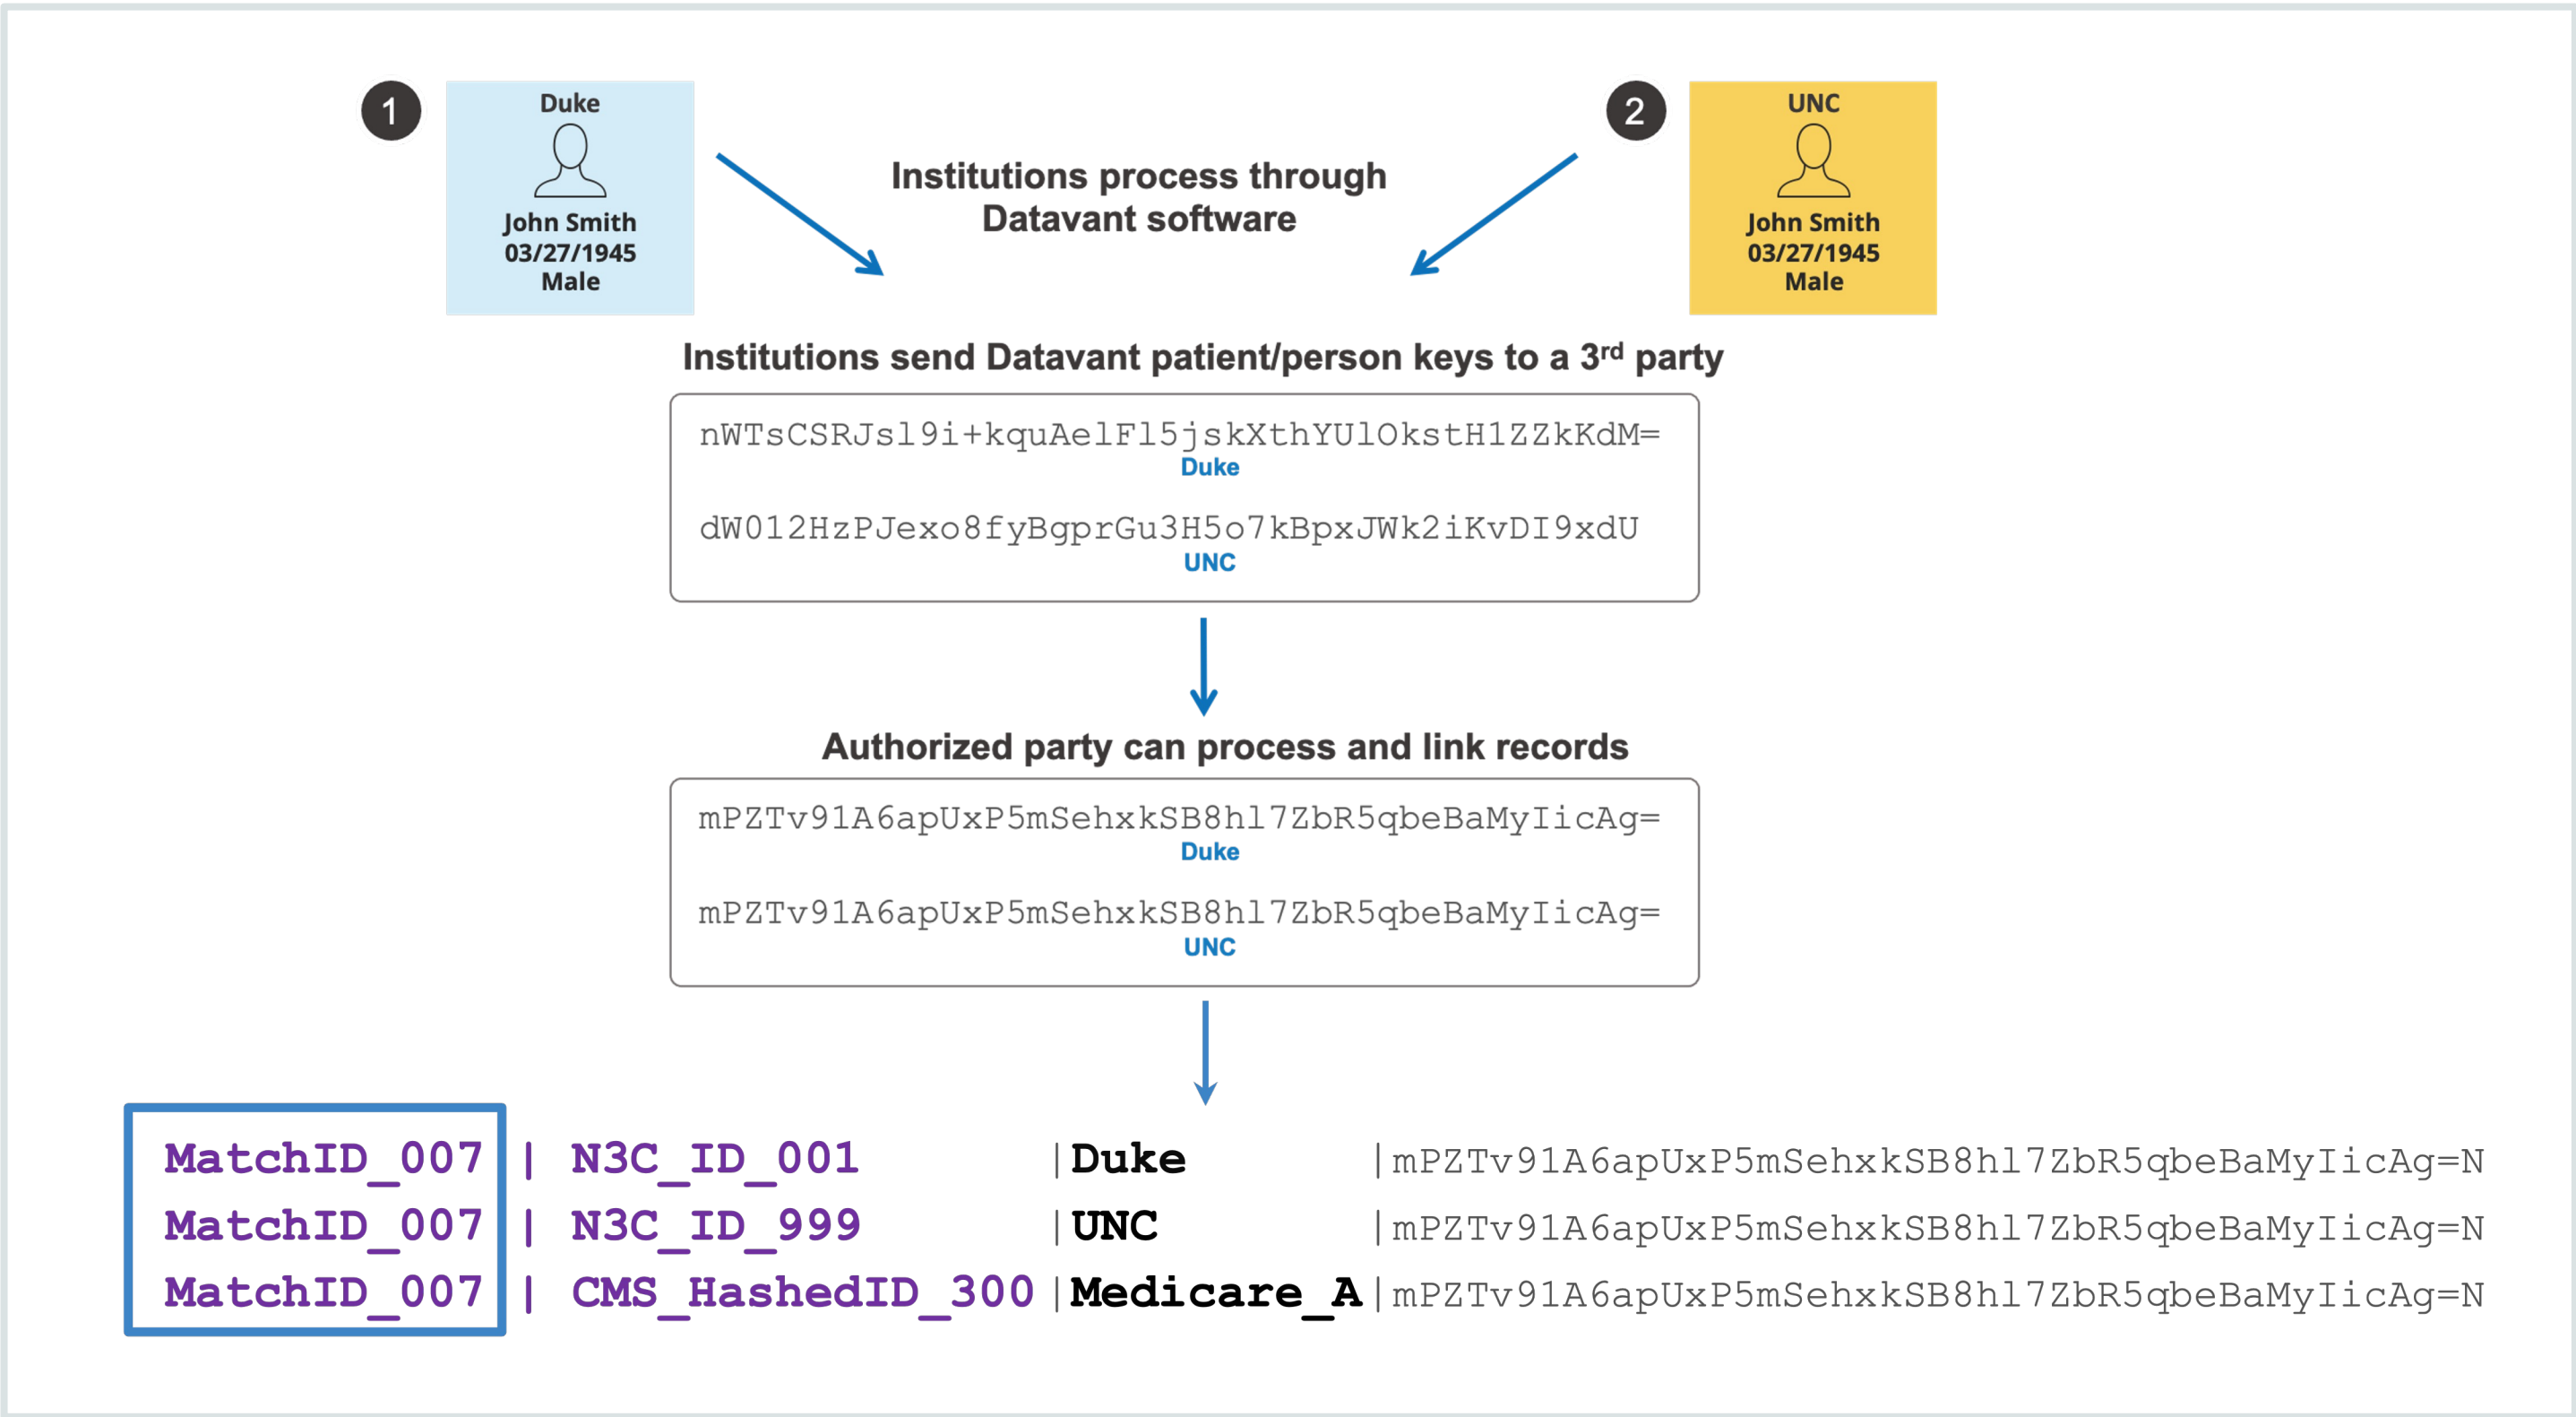 1
Duke
John Smith
03/27/1945
Male
2
UNC
John Smith
03/27/1945
Male
Institutions process through
Datavant software
Institutions send Datavant patient/person keys to a 3rd party
nWTsCSRJsl9i+kquAelFl5jskXthYUlOkstH1ZZkKdM=
Duke
dW012HzPJexo8fyBgprGu3H5o7kBpxJWk2iKvDI9xdU
UNC
Authorized party can process and link records
mPZTv91A6apUxP5mSehxkSB8hl7ZbR5qbeBaMyIicAg=
Duke
mPZTv91A6apUxP5mSehxkSB8hl7ZbR5qbeBaMyIicAg=
UNC
MatchID_007 | N3C_ID_001 |Duke |mPZTv91A6apUxP5mSehxkSB8hl7ZbR5qbeBaMyIicAg=N
MatchID_007 | N3C_ID_999 |UNC |mPZTv91A6apUxP5mSehxkSB8hl7ZbR5qbeBaMyIicAg=N
MatchID_007 | CMS_HashedID_300 |Medicare_A|mPZTv91A6apUxP5mSehxkSB8hl7ZbR5qbeBaMyIicAg=N